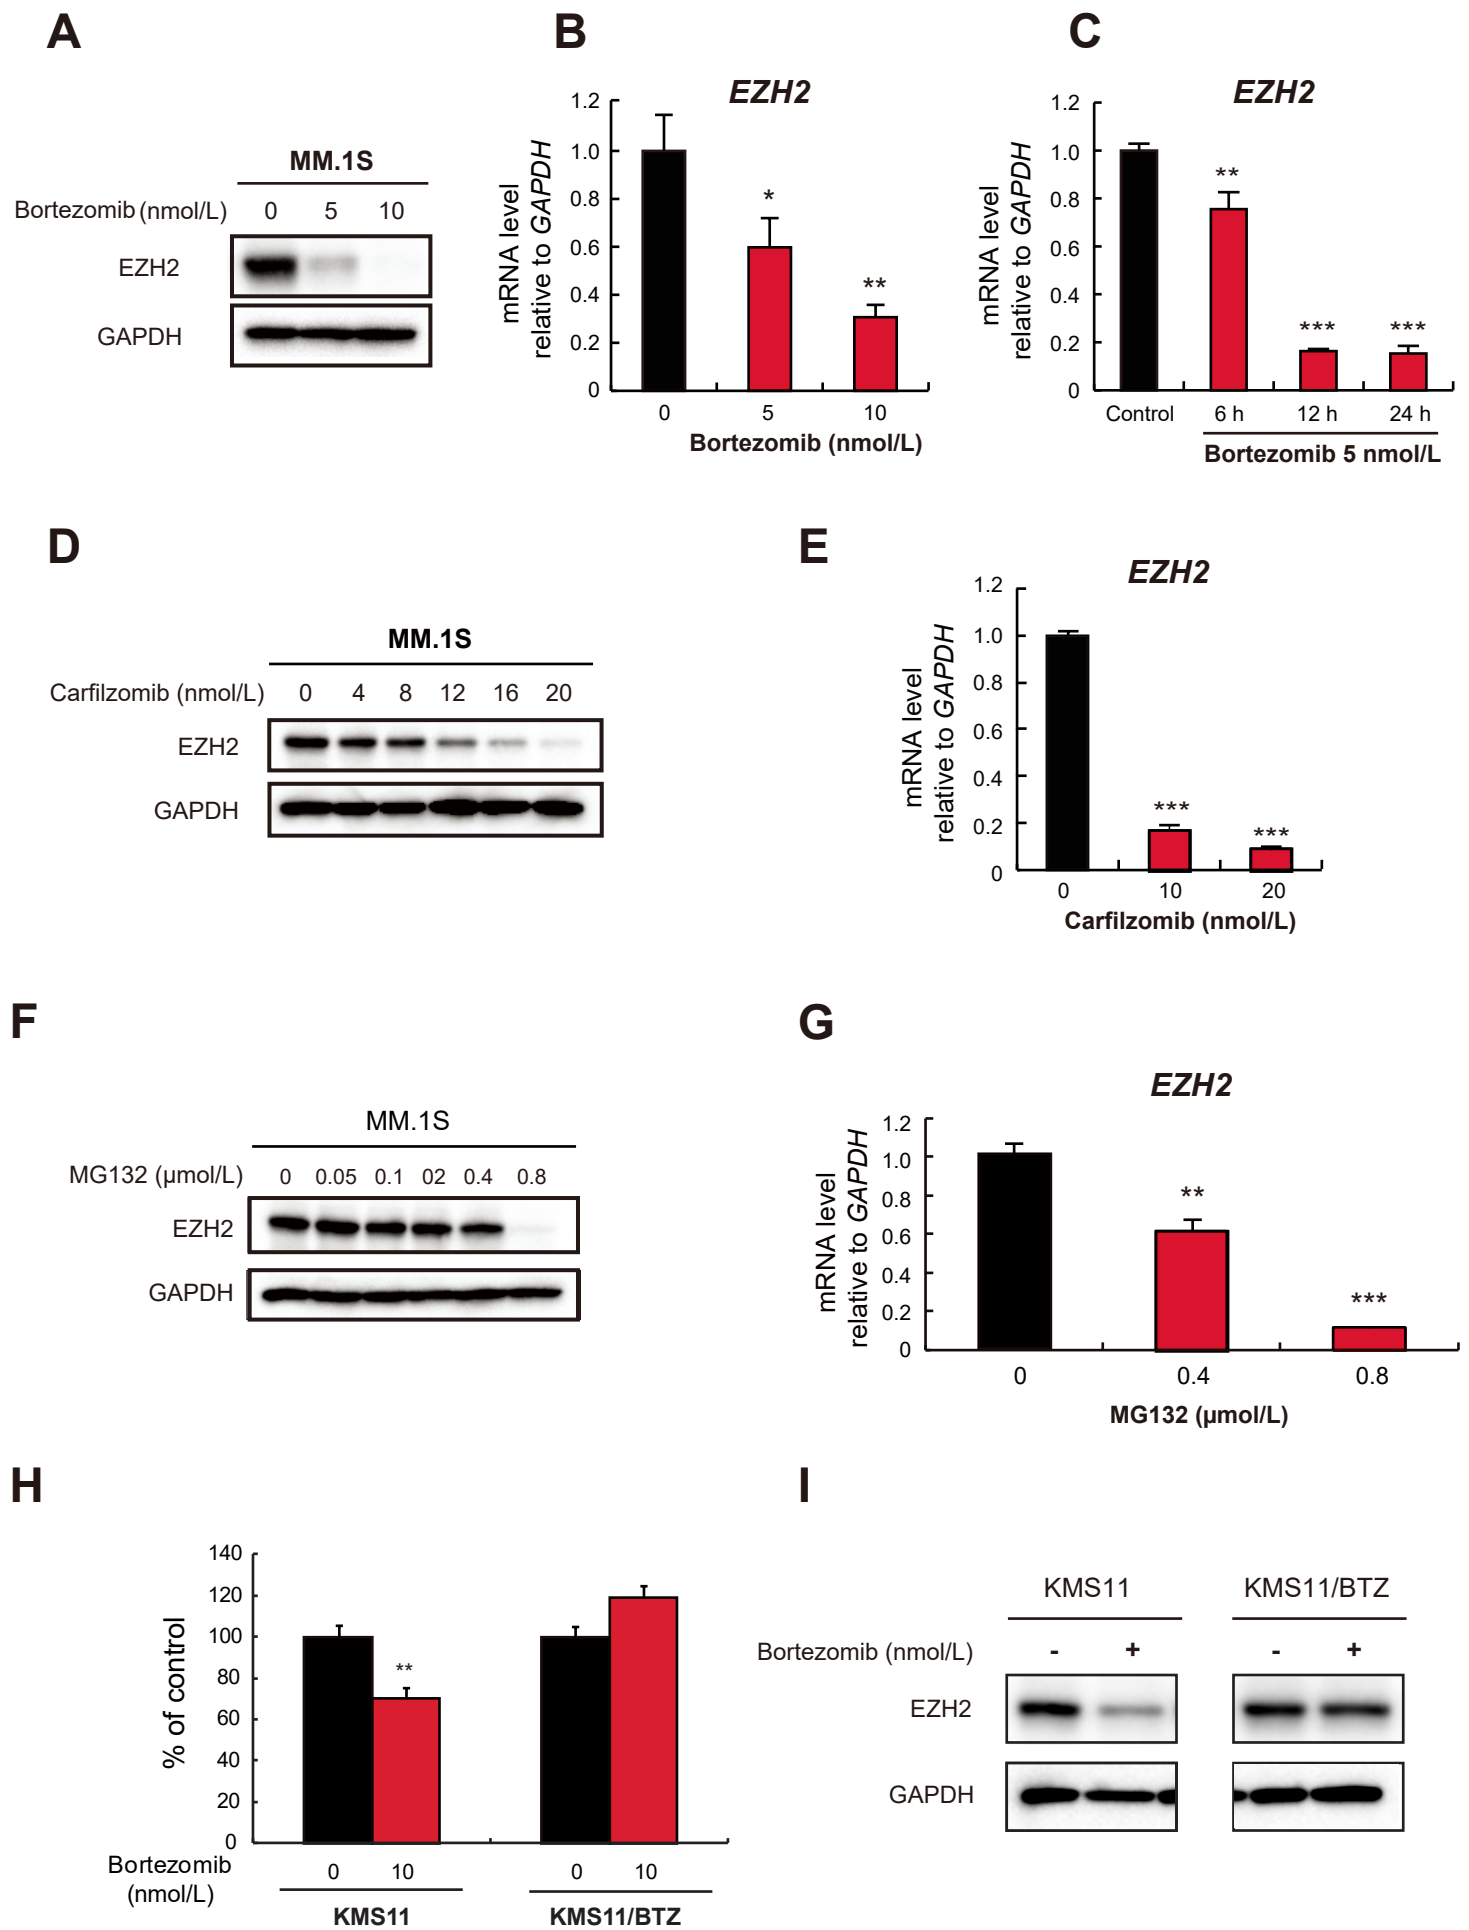 A
MM.1S
Bortezomib (nmol/L) 0 5 10
EZH2
GAPDH
B
EZH2
mRNA level
relative to GAPDH
1.2
1.0
0.8
0.6
0.4
0.2
0
*
**
0 5 10
Bortezomib (nmol/L)
C
EZH2
mRNA level
relative to GAPDH
1.2
1.0
0.8
0.6
0.4
0.2
0
**
***
***
Control 6 h 12 h 24 h
Bortezomib 5 nmol/L
D
MM.1S
Carfilzomib (nmol/L) 0 4 8 12 16 20
EZH2
GAPDH
E
EZH2
mRNA level
relative to GAPDH
1.2
1.0
0.8
0.6
0.4
0.2
0
***
***
0 10 20
Carfilzomib (nmol/L)
F
MM.1S
MG132 (µmol/L) 0 0.05 0.1 02 0.4 0.8
EZH2
GAPDH
G
EZH2
mRNA level
relative to GAPDH
1.2
1.0
0.8
0.6
0.4
0.2
0
**
***
0 0.4 0.8
MG132 (µmol/L)
H
% of control
140
120
100
80
60
40
20
0
**
Bortezomib
(nmol/L)
0 10 0 10
KMS11 KMS11/BTZ
I
KMS11 KMS11/BTZ
Bortezomib (nmol/L) - + - +
EZH2
GAPDH